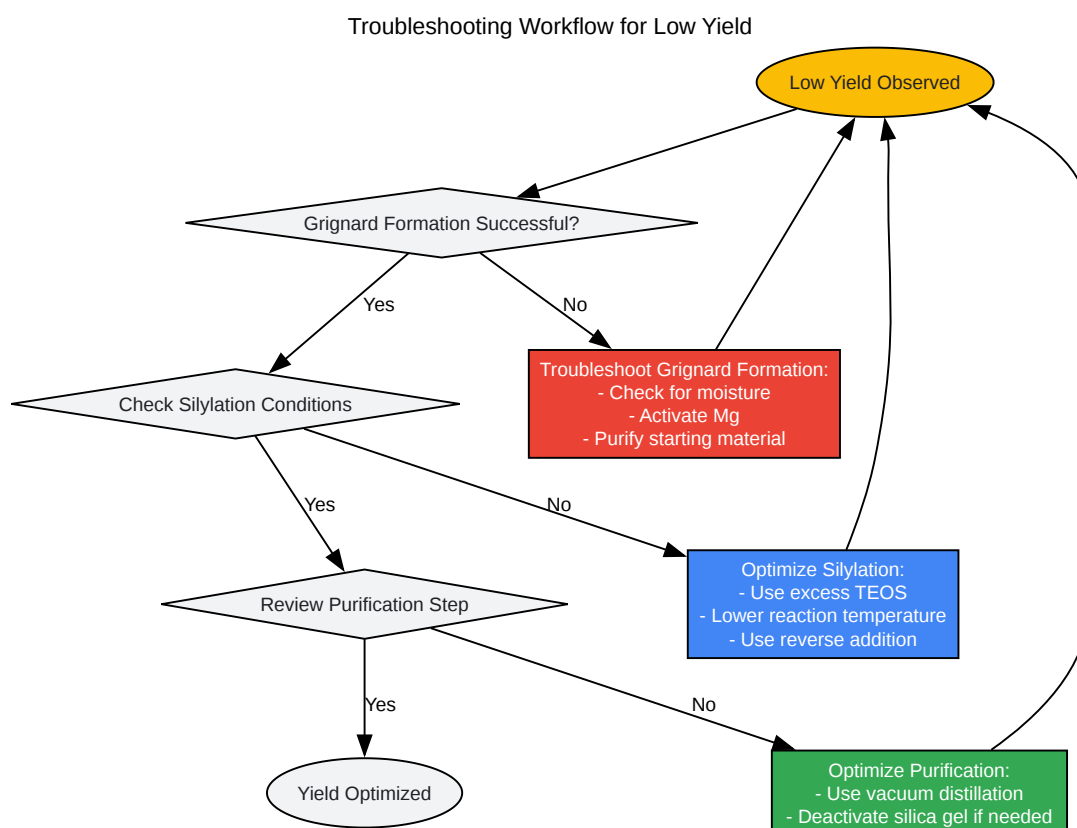 Troubleshooting Workflow for Low Yield
Low Yield Observed
Grignard Formation Successful?
Yes
No
Troubleshoot Grignard Formation:
- Check for moisture
- Activate Mg
- Purify starting material
Check Silylation Conditions
Yes
No
Optimize Silylation:
- Use excess TEOS
- Lower reaction temperature
- Use reverse addition
Review Purification Step
Yes
No
Yield Optimized
Optimize Purification:
- Use vacuum distillation
- Deactivate silica gel if needed